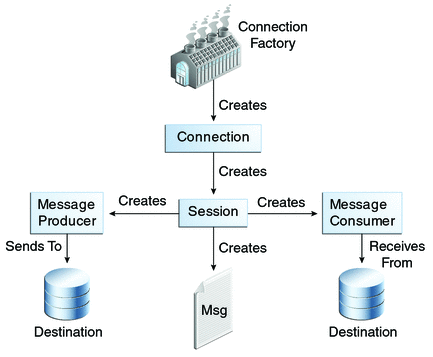 Connection
Factory
Creates
Connection
Creates
Message
Producer
Creates
Session
Creates
Message
Consumer
Sends To
Creates
Receives
From
Msg
Destination
Destination